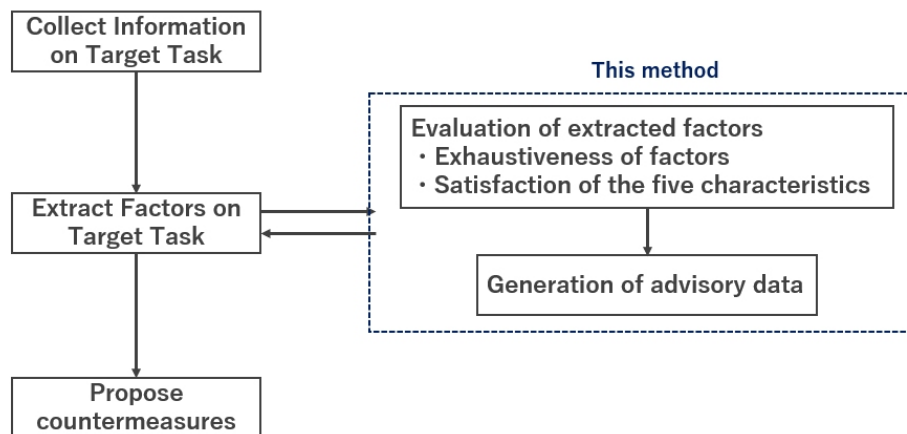 Collect Information
on Target Task
This method
Evaluation of extracted factors
・Exhaustiveness of factors
・Satisfaction of the five characteristics
Extract Factors on
Target Task
Generation of advisory data
Propose
countermeasures